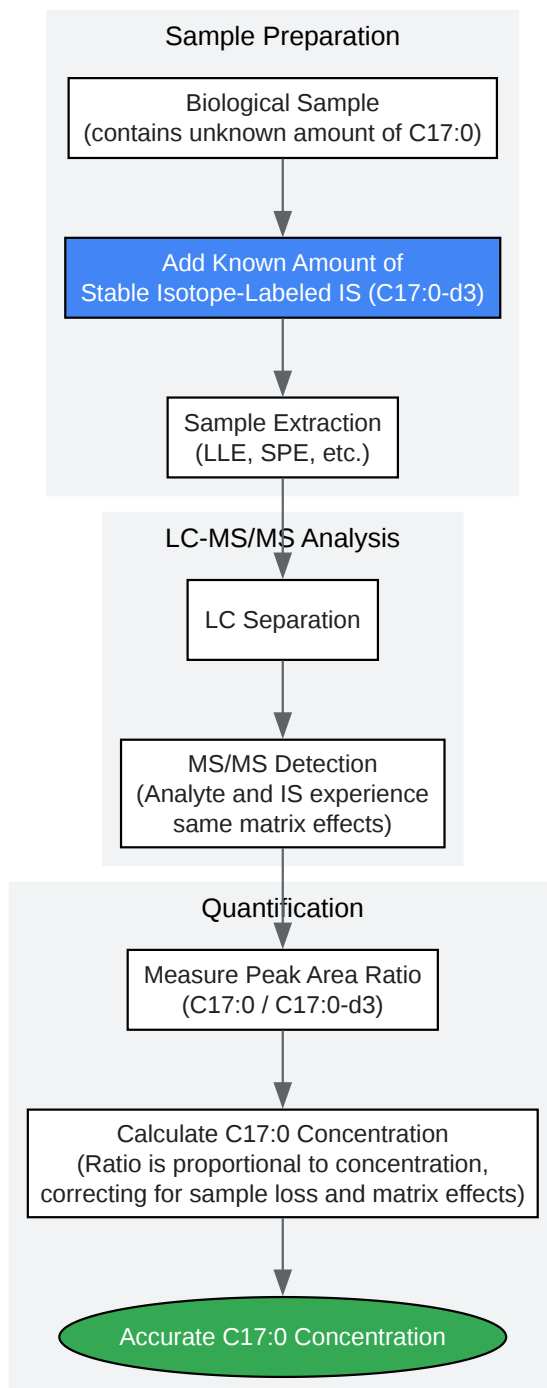 Sample Preparation
Biological Sample
(contains unknown amount of C17:0)
Add Known Amount of
Stable Isotope-Labeled IS (C17:0-d3)
Sample Extraction
(LLE, SPE, etc.)
LC-MS/MS Analysis
LC Separation
MS/MS Detection
(Analyte and IS experience
same matrix effects)
Quantification
Measure Peak Area Ratio
(C17:0 / C17:0-d3)
Calculate C17:0 Concentration
(Ratio is proportional to concentration,
correcting for sample loss and matrix effects)
Accurate C17:0 Concentration